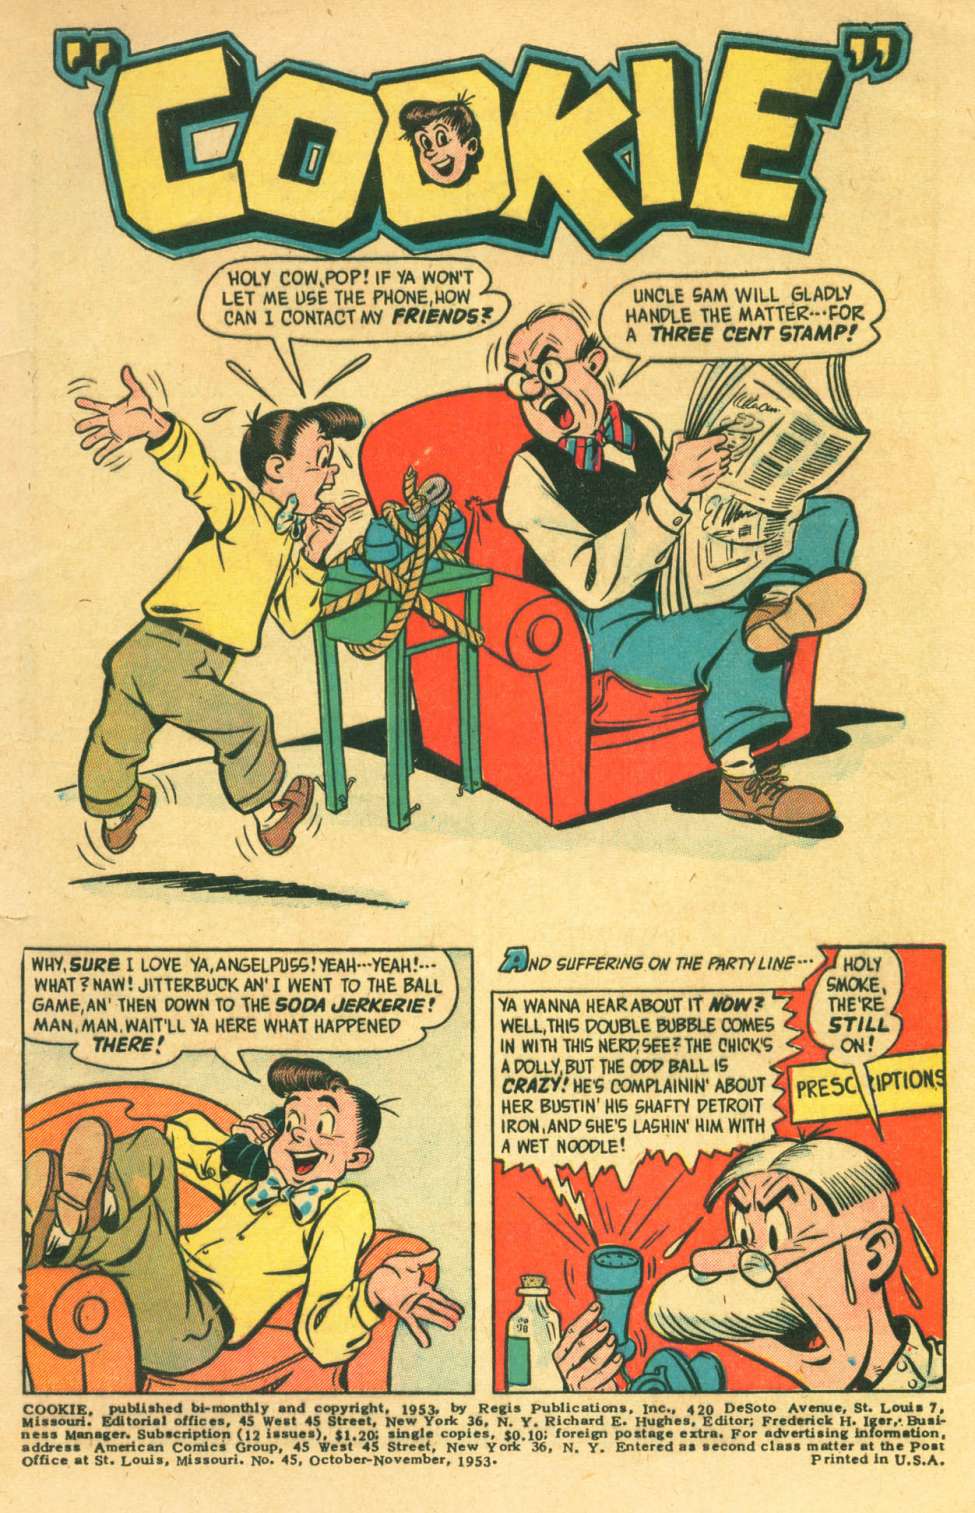 "COOKIE"
HOLY COW, POP! IF YA WON'T
LET ME USE THE PHONE, HOW
CAN I CONTACT MY FRIENDS?
UNCLE SAM WILL GLADLY
HANDLE THE MATTER---FOR
A THREE CENT STAMP!
WHY, SURE I LOVE YA, ANGELPUSS! YEAH---YEAH!---
WHAT? NAW! JITTERBUCK AN' I WENT TO THE BALL
GAME, AN' THEN DOWN TO THE SODA JERKERIE!
MAN, MAN, WAIT'LL YA HERE WHAT HAPPENED
THERE!
AND SUFFERING ON THE PARTY LINE---
YA WANNA HEAR ABOUT IT NOW?
WELL, THIS DOUBLE BUBBLE COMES
IN WITH THIS NERD, SEE? THE CHICK'S
A DOLLY, BUT THE ODD BALL IS
CRAZY! HE'S COMPLAININ' ABOUT
HER BUSTIN' HIS SHAFTY DETROIT
IRON, AND SHE'S LASHIN' HIM WITH
A WET NOODLE!
HOLY
SMOKE,
THE'RE
STILL
ON!
PRESCRIPTIONS
COOKIE, published bi-monthly and copyright, 1953, by Regis Publications, Inc., 420 DeSoto Avenue, St. Louis 7,
Missouri. Editorial offices, 45 West 45 Street, New York 36, N. Y. Richard E. Hughes, Editor; Frederick H. Iger, Busi-
ness Manager. Subscription (12 issues), $1.20; single copies, $0.10; foreign postage extra. For advertising information,
address American Comics Group, 45 West 45 Street, New York 36, N. Y. Entered as second class matter at the Post
Office at St. Louis, Missouri. No. 45, October-November, 1953. Printed in U.S.A.